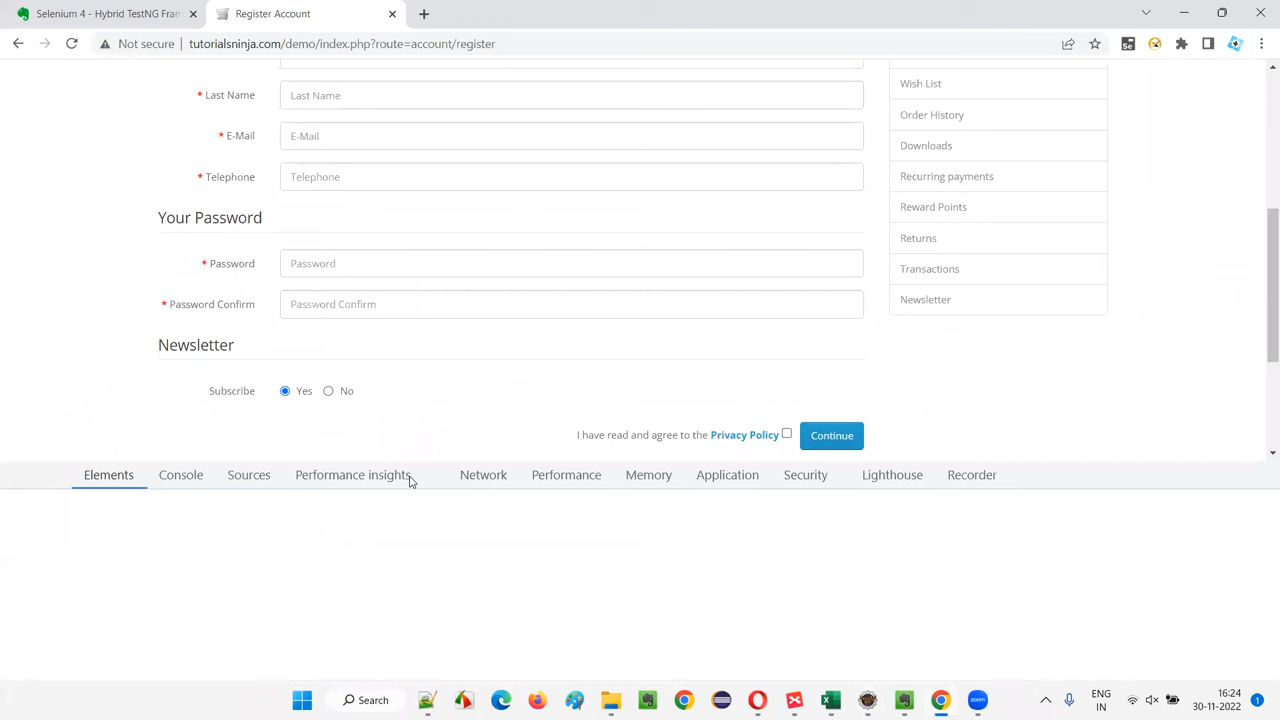 Selenium 4 - Hybrid TestNG Fram
Register Account
Not secure
tutorialsninja.com/demo/index.php?route=account/register
* Last Name
Last Name
* E-Mail
E-Mail
* Telephone
Telephone
Your Password
* Password
Password
* Password Confirm
Password Confirm
Newsletter
Subscribe
Yes
No
I have read and agree to the Privacy Policy
Continue
Wish List
Order History
Downloads
Recurring payments
Reward Points
Returns
Transactions
Newsletter
Elements
Console
Sources
Performance insights
Network
Performance
Memory
Application
Security
Lighthouse
Recorder
Search
zoom
ENG
IN
16:24
30-11-2022
1